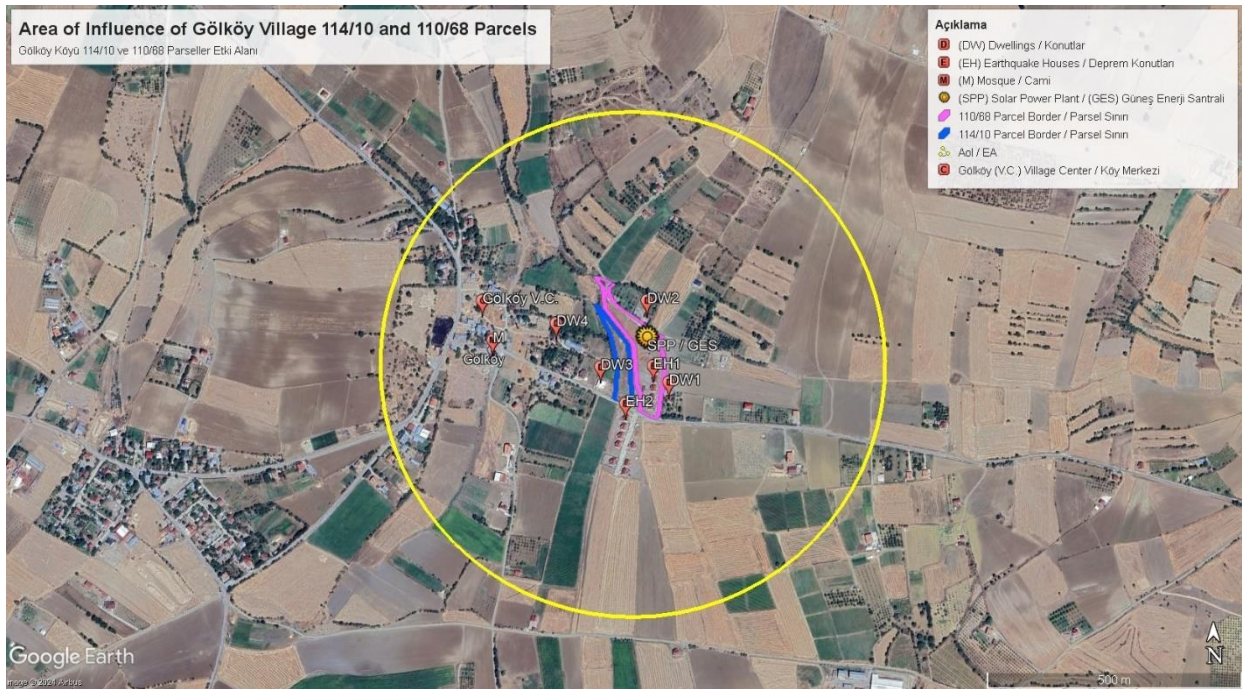 Area of Influence of Gölköy Village 114/10 and 110/68 Parcels
Gölköy Köyü 114/10 ve 110/68 Parseller Etki Alanı
Açıklama
D (DW) Dwellings / Konutlar
E (EH) Earthquake Houses / Deprem Konutları
M (M) Mosque / Cami
(SPP) Solar Power Plant / (GES) Güneş Enerji Santrali
110/68 Parcel Border / Parsel Sınırı
114/10 Parcel Border / Parsel Sınırı
AoI / EA
C Gölköy (V.C.) Village Center / Köy Merkezi
Gölköy V.C.
DW2
DW4
M
SPP / GES
Gölköy
DW3
EH1
DW1
EH2
Google Earth
Image © 2024 Airbus
N
500 m